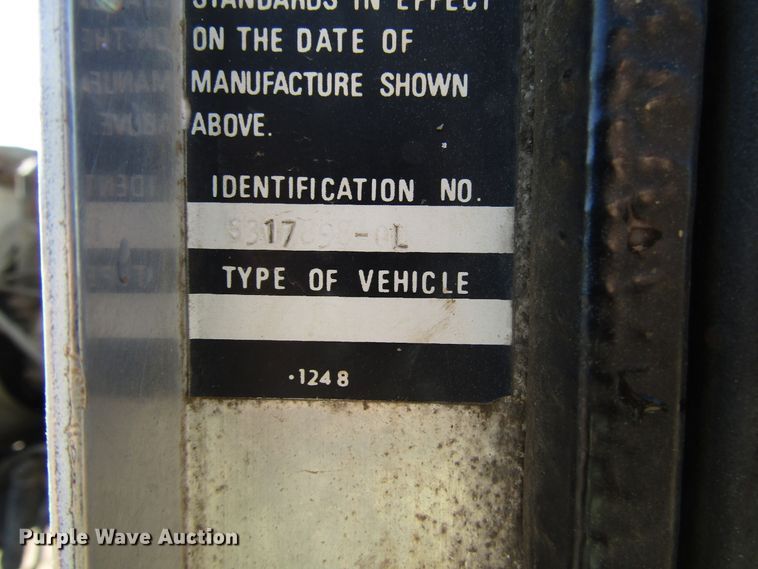 STANDARDS IN EFFECT
ON THE DATE OF
MANUFACTURE SHOWN
ABOVE.
IDENTIFICATION NO.
TYPE OF VEHICLE
.1248
Purple Wave Auction